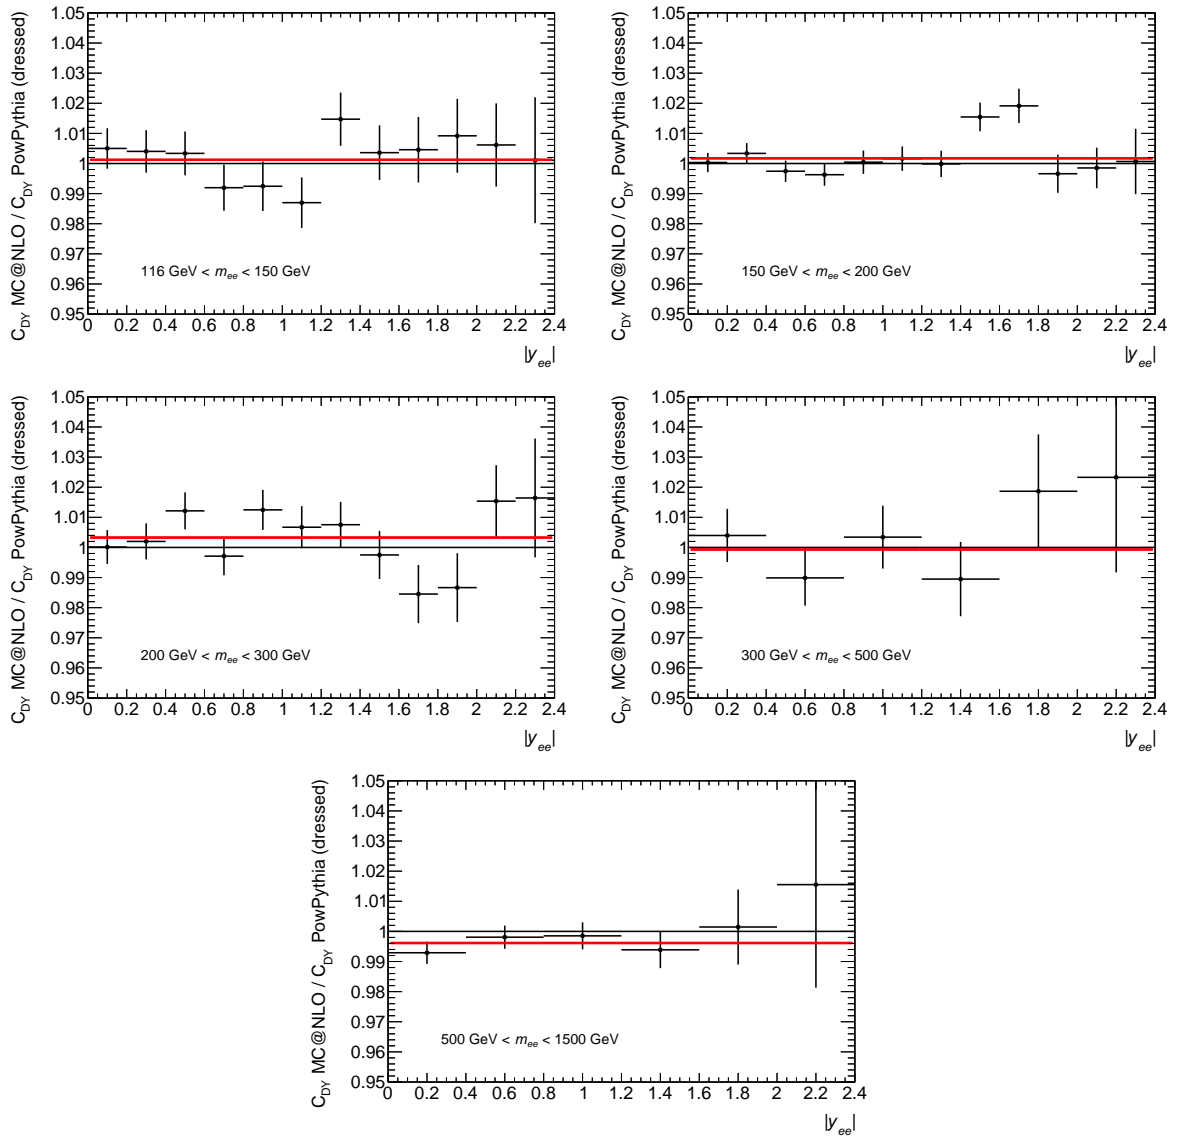 C_DY MC@NLO / C_DY PowPythia (dressed)
1.05
1.04
1.03
1.02
1.01
1
0.99
0.98
0.97
0.96
0.95
116 GeV < m_ee < 150 GeV
0 0.2 0.4 0.6 0.8 1 1.2 1.4 1.6 1.8 2 2.2 2.4
|y_ee|
C_DY MC@NLO / C_DY PowPythia (dressed)
1.05
1.04
1.03
1.02
1.01
1
0.99
0.98
0.97
0.96
0.95
150 GeV < m_ee < 200 GeV
0 0.2 0.4 0.6 0.8 1 1.2 1.4 1.6 1.8 2 2.2 2.4
|y_ee|
C_DY MC@NLO / C_DY PowPythia (dressed)
1.05
1.04
1.03
1.02
1.01
1
0.99
0.98
0.97
0.96
0.95
200 GeV < m_ee < 300 GeV
0 0.2 0.4 0.6 0.8 1 1.2 1.4 1.6 1.8 2 2.2 2.4
|y_ee|
C_DY MC@NLO / C_DY PowPythia (dressed)
1.05
1.04
1.03
1.02
1.01
1
0.99
0.98
0.97
0.96
0.95
300 GeV < m_ee < 500 GeV
0 0.2 0.4 0.6 0.8 1 1.2 1.4 1.6 1.8 2 2.2 2.4
|y_ee|
C_DY MC@NLO / C_DY PowPythia (dressed)
1.05
1.04
1.03
1.02
1.01
1
0.99
0.98
0.97
0.96
0.95
500 GeV < m_ee < 1500 GeV
0 0.2 0.4 0.6 0.8 1 1.2 1.4 1.6 1.8 2 2.2 2.4
|y_ee|